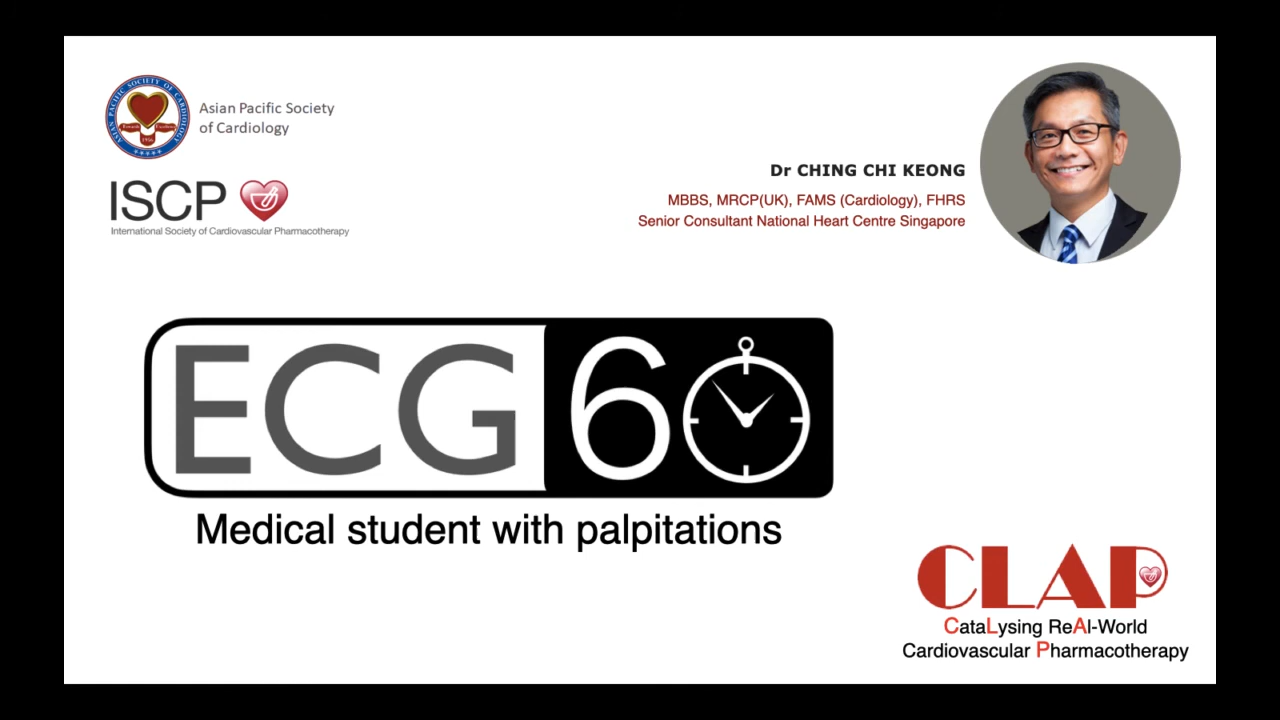 Asian Pacific Society
of Cardiology
ISCP
International Society of Cardiovascular Pharmacotherapy
Dr CHING CHI KEONG
MBBS, MRCP(UK), FAMS (Cardiology), FHRS
Senior Consultant National Heart Centre Singapore
ECG 60
Medical student with palpitations
CLAP
CataLysing ReAl-World
Cardiovascular Pharmacotherapy